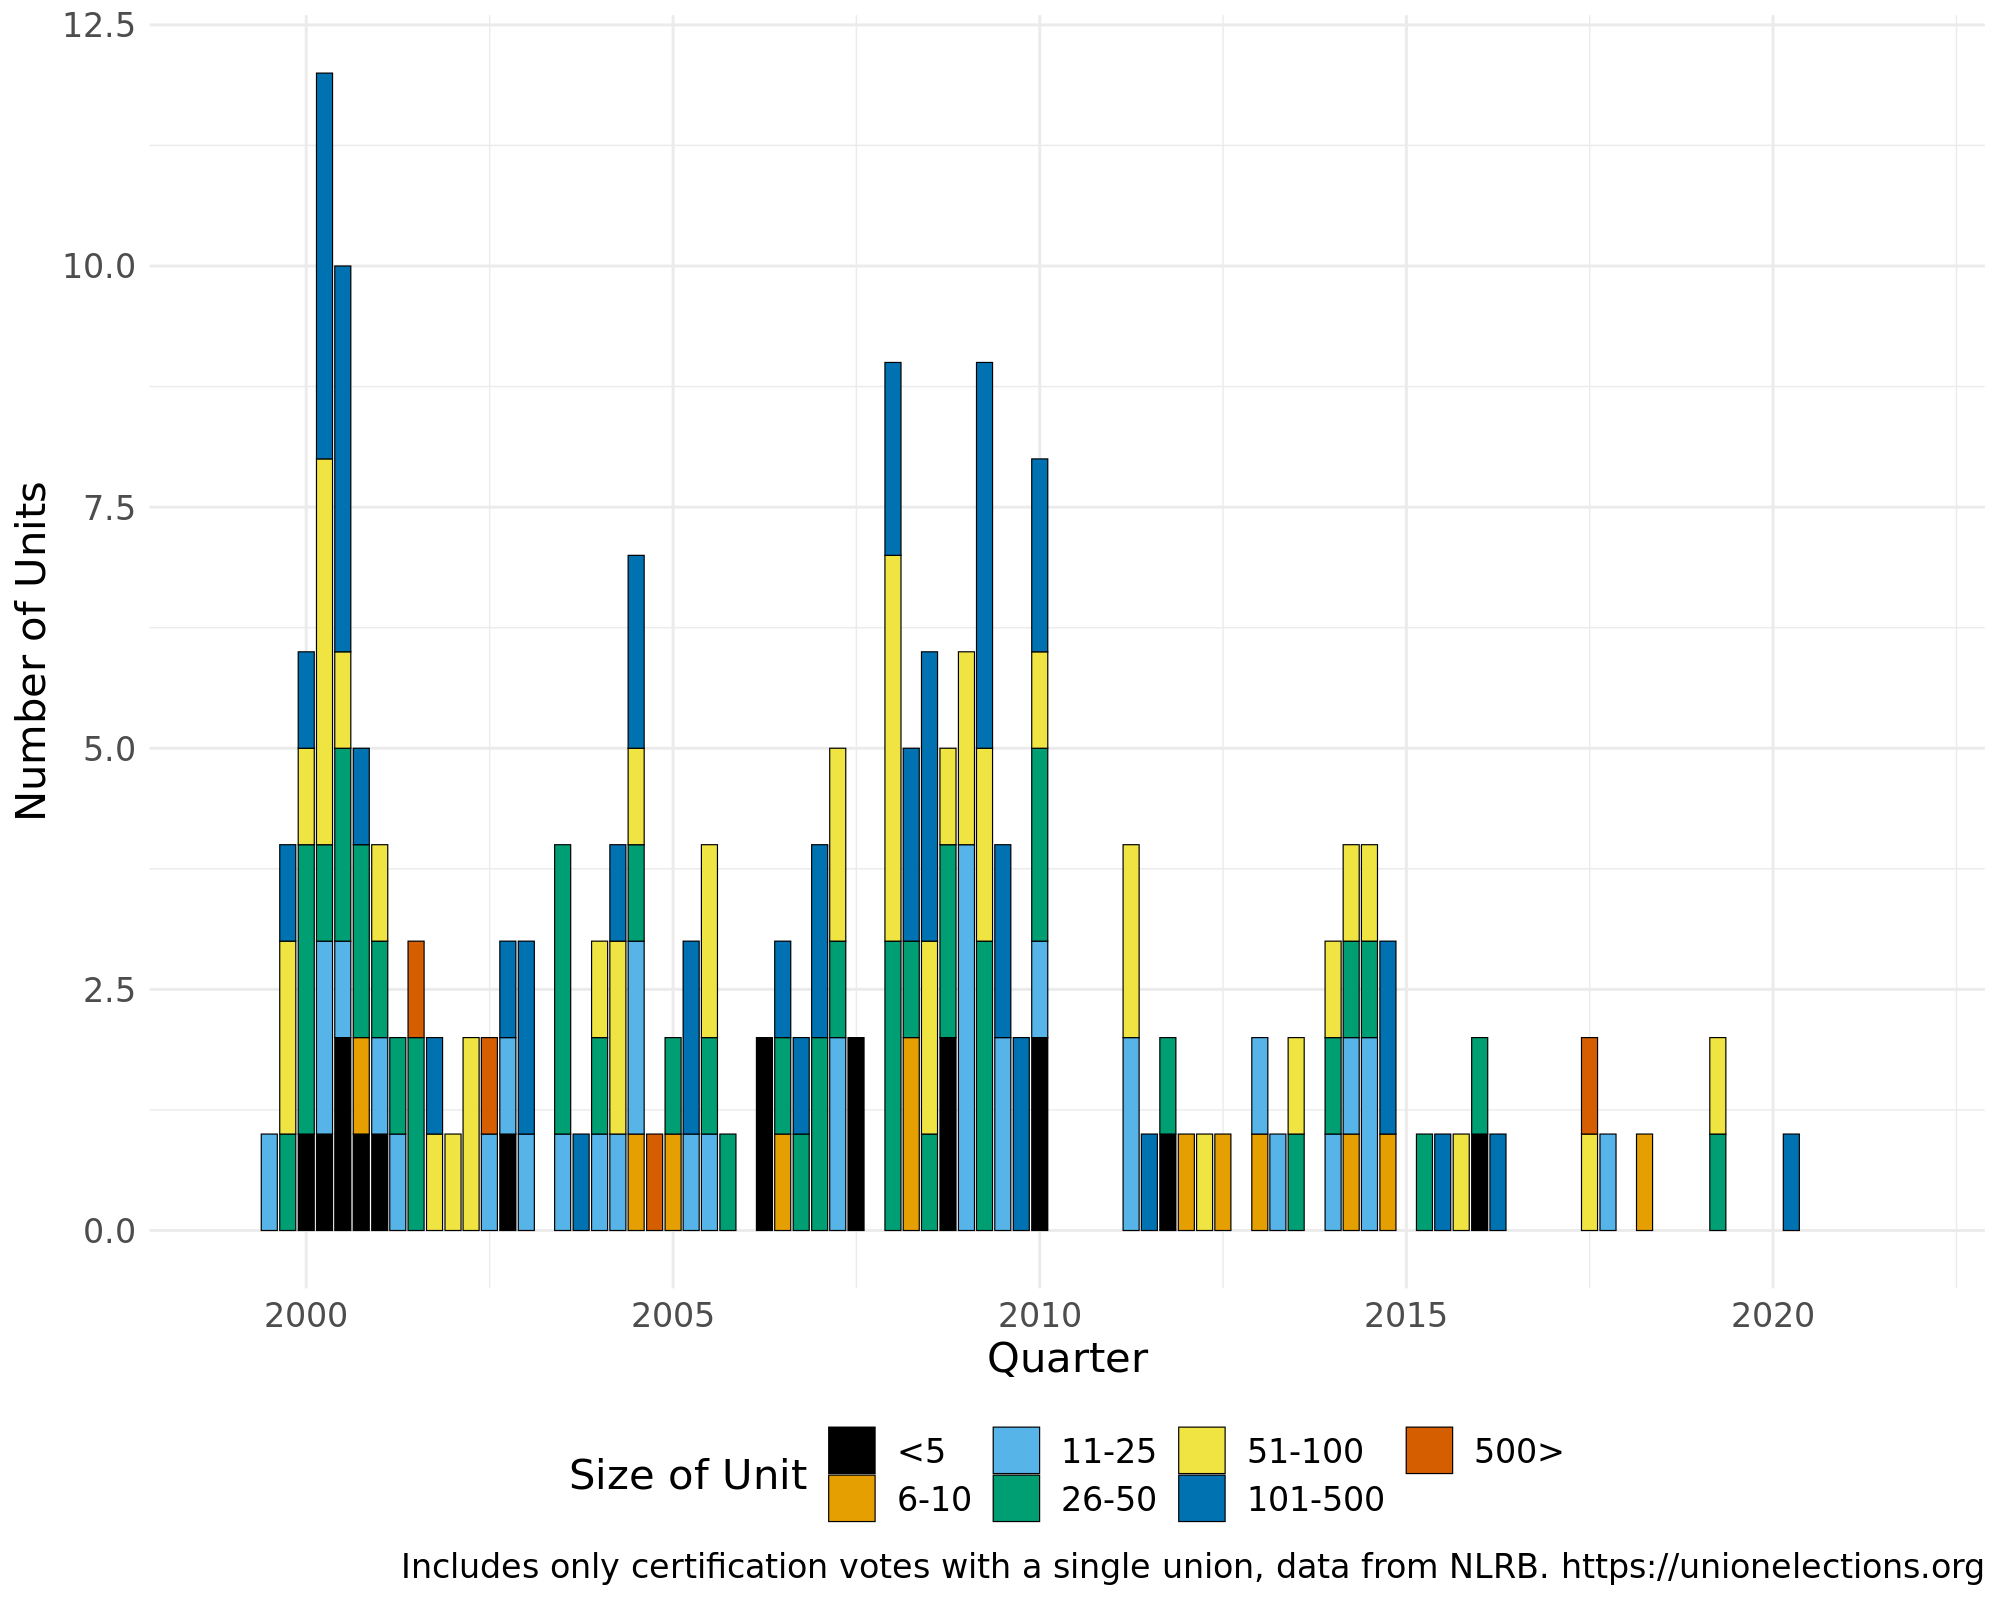 12.5
10.0
7.5
5.0
2.5
0.0
Number of Units
2000 2005 2010 2015 2020
Quarter
Size of Unit
<5 11-25 51-100 500>
6-10 26-50 101-500
Includes only certification votes with a single union, data from NLRB. https://unionelections.org